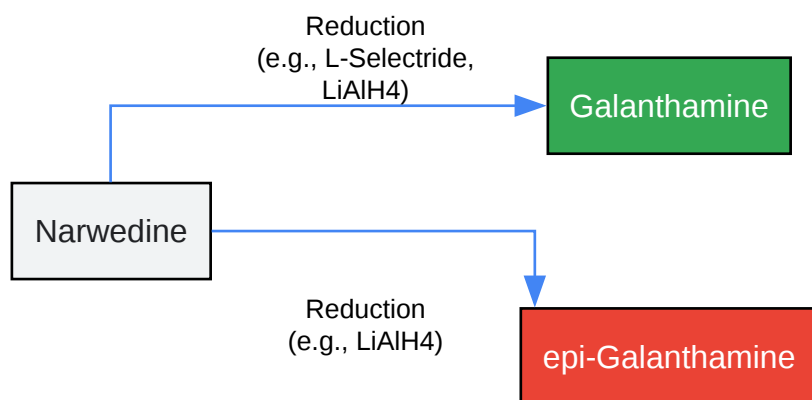 Reduction
(e.g., L-Selectride,
LiAlH4)
Galanthamine
Narwedine
Reduction
(e.g., LiAlH4)
epi-Galanthamine